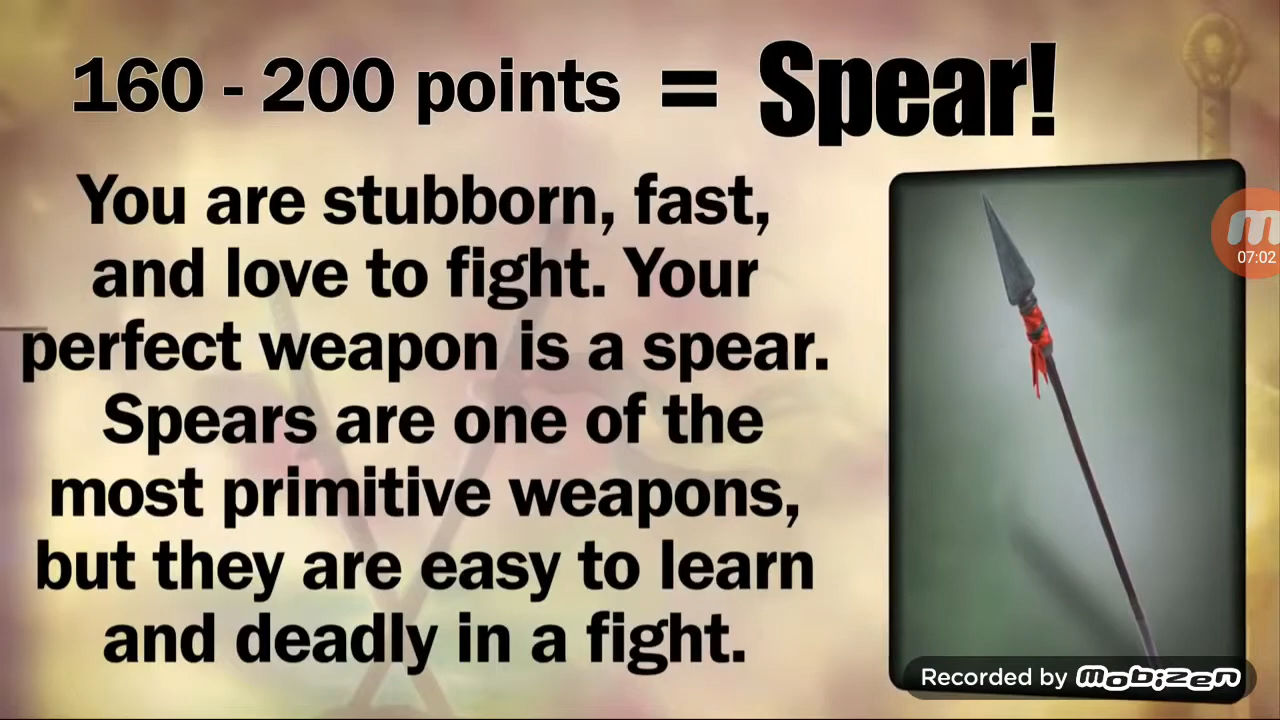 160 - 200 points = Spear!
You are stubborn, fast,
and love to fight. Your
perfect weapon is a spear.
Spears are one of the
most primitive weapons,
but they are easy to learn
and deadly in a fight.
m
07:02
Recorded by mobizen